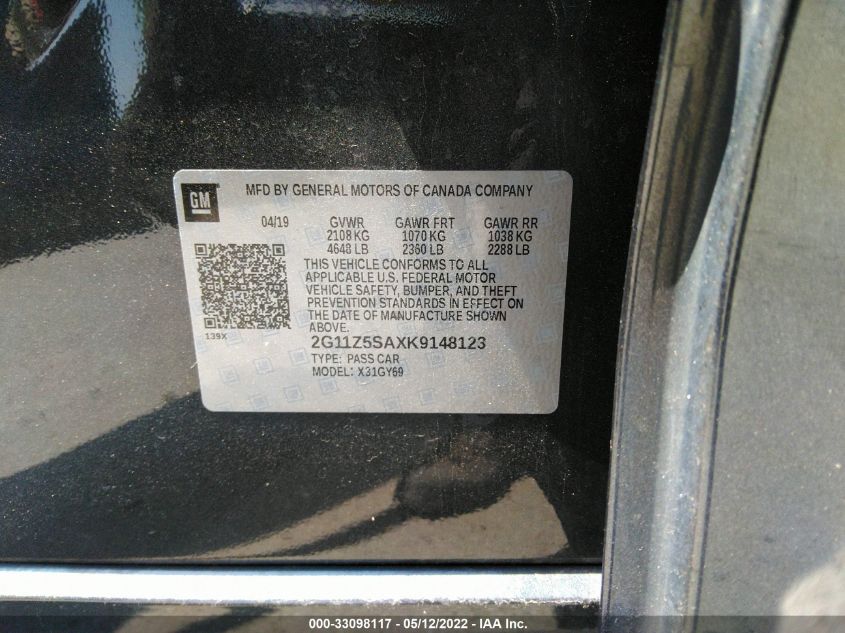 GM
MFD BY GENERAL MOTORS OF CANADA COMPANY
04/19 GVWR GAWR FRT GAWR RR
2108 KG 1070 KG 1038 KG
4648 LB 2360 LB 2288 LB
THIS VEHICLE CONFORMS TO ALL
APPLICABLE U.S. FEDERAL MOTOR
VEHICLE SAFETY, BUMPER, AND THEFT
PREVENTION STANDARDS IN EFFECT ON
THE DATE OF MANUFACTURE SHOWN
ABOVE.
139X
2G11Z5SAXK9148123
TYPE: PASS CAR
MODEL: X31GY69
000-33098117 - 05/12/2022 - IAA Inc.